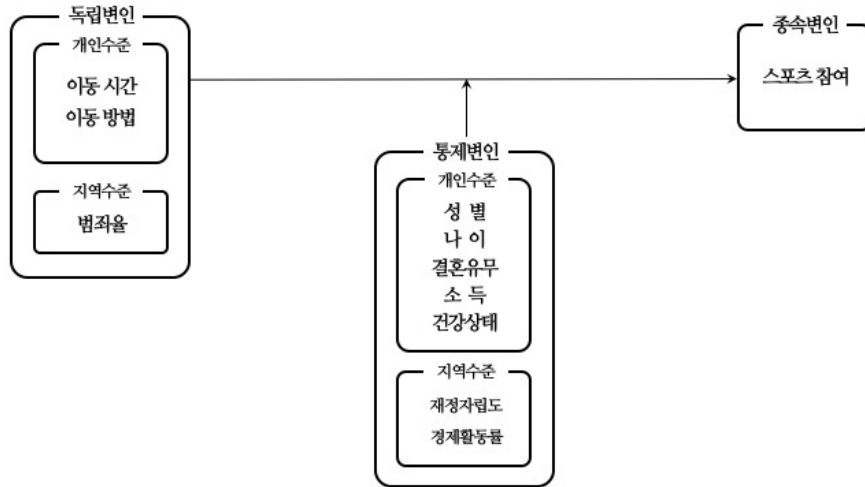 독립변인
개인수준
이동 시간
이동 방법
지역수준
범죄율
종속변인
스포츠 참여
통제변인
개인수준
성 별
나 이
결혼유무
소 득
건강상태
지역수준
재정자립도
경제활동률